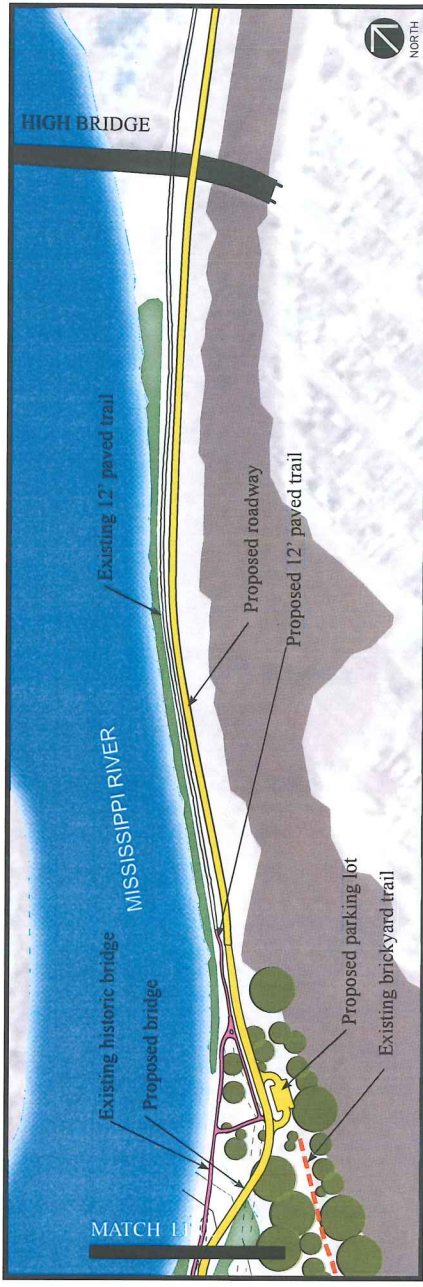 HIGH BRIDGE
NORTH
Existing 12' paved trail
MISSISSIPPI RIVER
Proposed roadway
Proposed 12' paved trail
Existing historic bridge
Proposed bridge
Proposed parking lot
Existing brickyard trail
MATCH